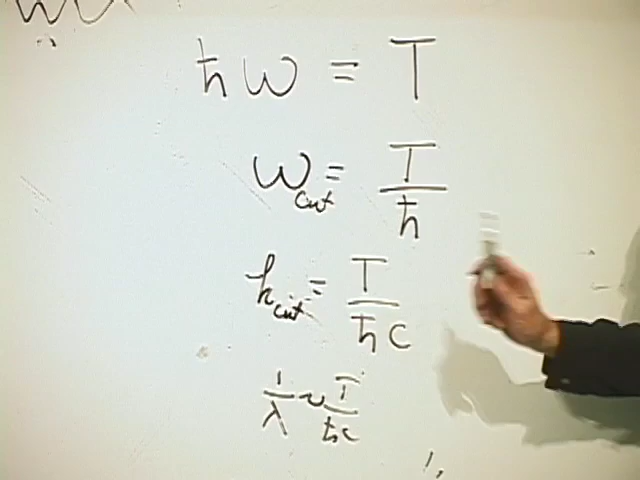 ħω = T
ω_cut = T/ħ
k_cut = T/ħc
1/λ ~ T/ħc